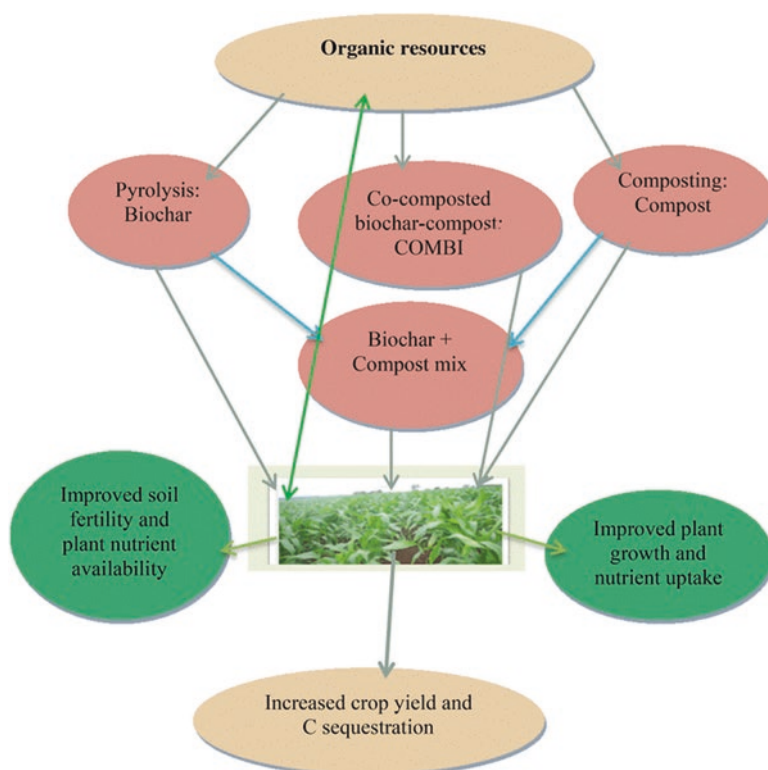 Organic resources
Pyrolysis:
Biochar
Co-composted
biochar-compost:
COMBI
Composting:
Compost
Biochar +
Compost mix
Improved soil
fertility and
plant nutrient
availability
Improved plant
growth and
nutrient uptake
Increased crop yield and
C sequestration